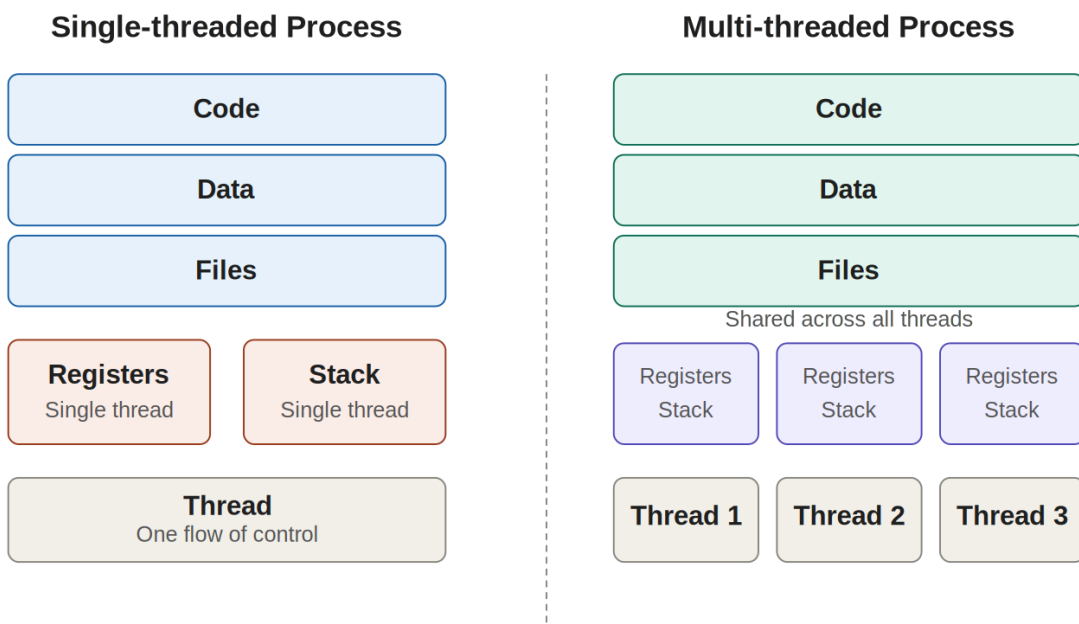 Single-threaded Process
Code
Data
Files
Registers
Single thread
Stack
Single thread
Thread
One flow of control
Multi-threaded Process
Code
Data
Files
Shared across all threads
Registers
Stack
Registers
Stack
Registers
Stack
Thread 1
Thread 2
Thread 3